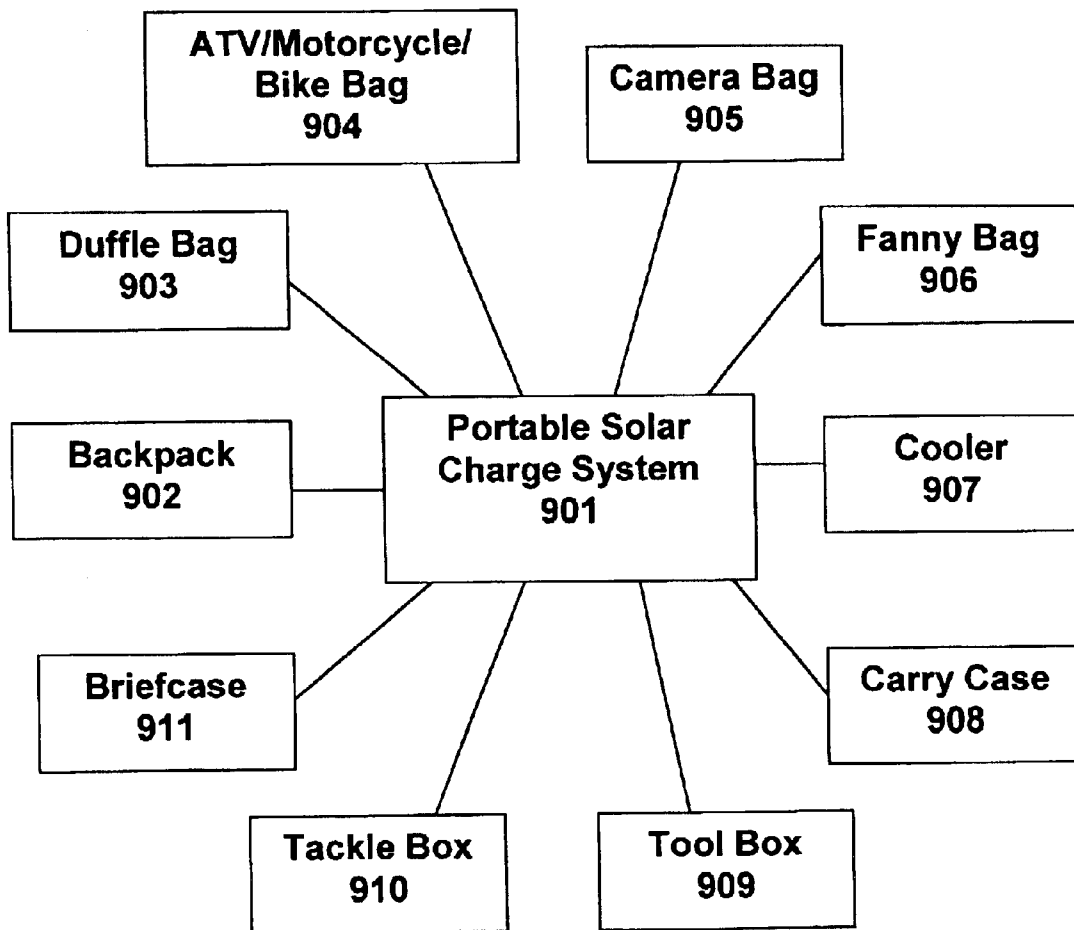 ATV/Motorcycle/
Bike Bag
904
Camera Bag
905
Duffle Bag
903
Fanny Bag
906
Portable Solar
Charge System
901
Backpack
902
Cooler
907
Briefcase
911
Carry Case
908
Tackle Box
910
Tool Box
909